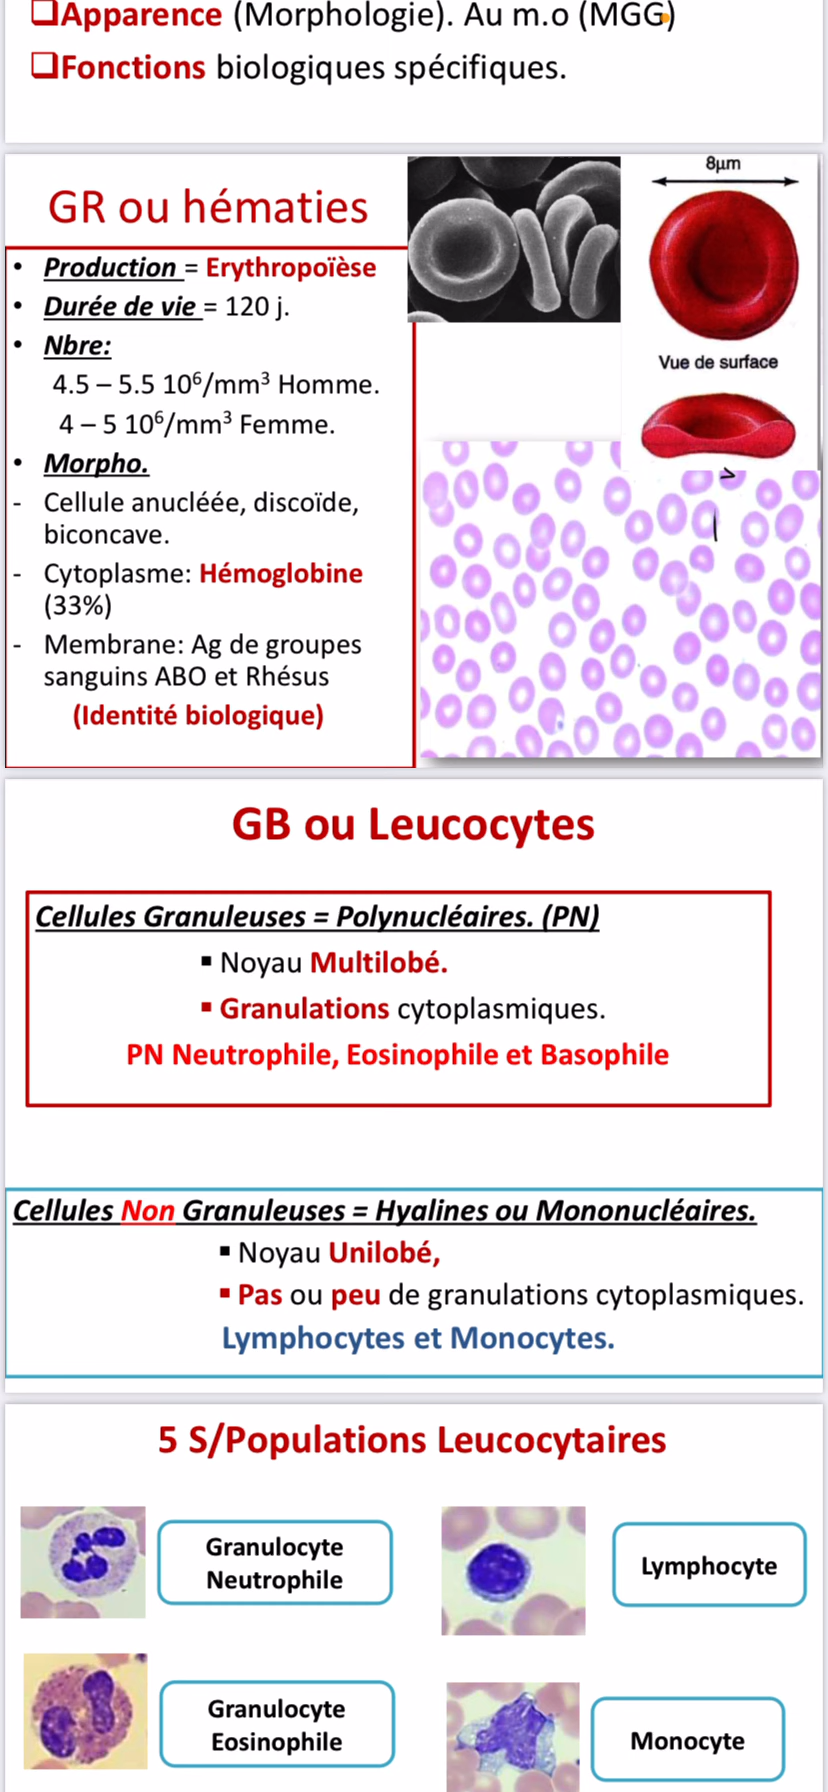 ❑Apparence (Morphologie). Au m.o (MGG)
❑Fonctions biologiques spécifiques.
GR ou hématies
• Production = Erythropoïèse
• Durée de vie = 120 j.
• Nbre:
4.5 – 5.5 10⁶/mm³ Homme.
4 – 5 10⁶/mm³ Femme.
• Morpho.
- Cellule anucléée, discoïde,
biconcave.
- Cytoplasme: Hémoglobine
(33%)
- Membrane: Ag de groupes
sanguins ABO et Rhésus
(Identité biologique)
8µm
Vue de surface
GB ou Leucocytes
Cellules Granuleuses = Polynucléaires. (PN)
▪ Noyau Multilobé.
▪ Granulations cytoplasmiques.
PN Neutrophile, Eosinophile et Basophile
Cellules Non Granuleuses = Hyalines ou Mononucléaires.
▪ Noyau Unilobé,
▪ Pas ou peu de granulations cytoplasmiques.
Lymphocytes et Monocytes.
5 S/Populations Leucocytaires
Granulocyte
Neutrophile
Lymphocyte
Granulocyte
Eosinophile
Monocyte